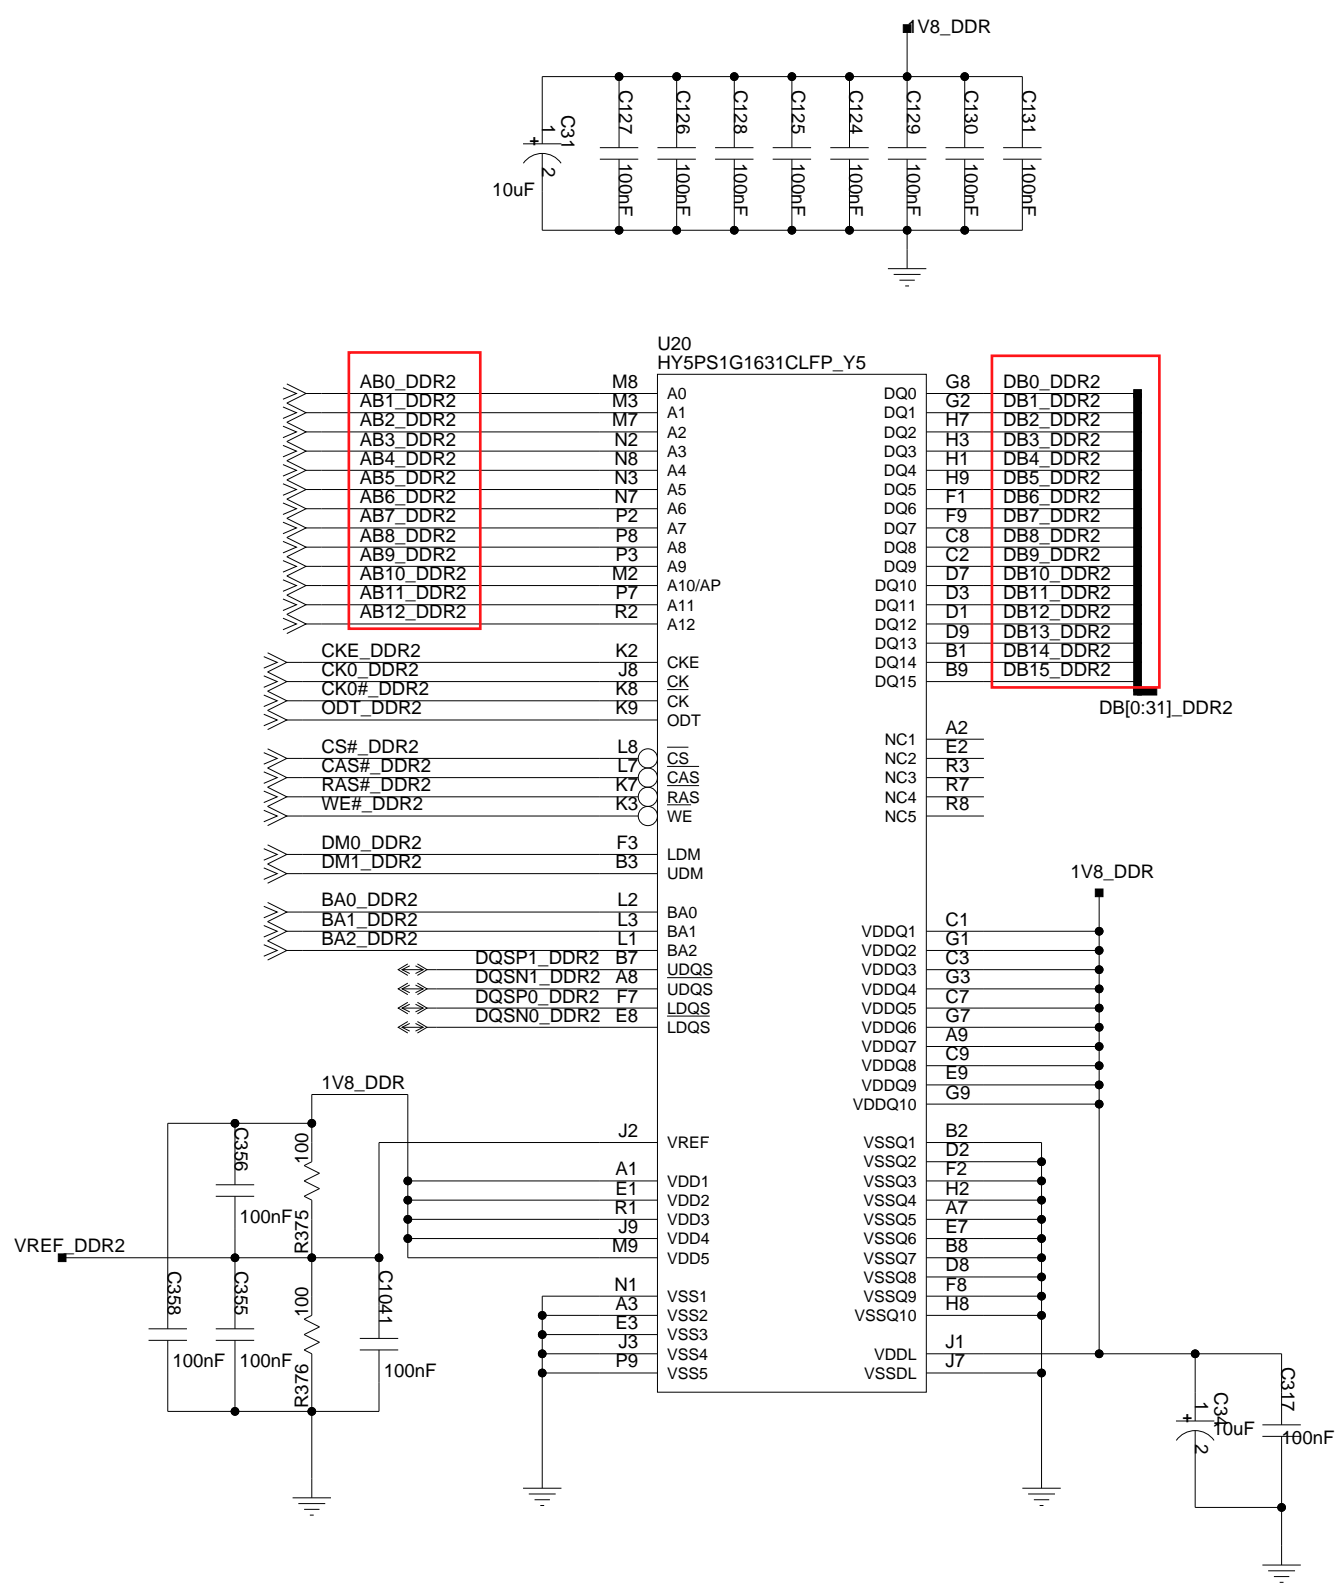 1V8_DDR
C31
1
+
2
10uF
C127
100nF
C126
100nF
C128
100nF
C125
100nF
C124
100nF
C129
100nF
C130
100nF
C131
100nF
U20
HY5PS1G1631CLFP_Y5
AB0_DDR2 M8 A0
AB1_DDR2 M3 A1
AB2_DDR2 M7 A2
AB3_DDR2 N2 A3
AB4_DDR2 N8 A4
AB5_DDR2 N3 A5
AB6_DDR2 N7 A6
AB7_DDR2 P2 A7
AB8_DDR2 P8 A8
AB9_DDR2 P3 A9
AB10_DDR2 M2 A10/AP
AB11_DDR2 P7 A11
AB12_DDR2 R2 A12
CKE_DDR2 K2 CKE
CK0_DDR2 J8 CK
CK0#_DDR2 K8 CK
ODT_DDR2 K9 ODT
CS#_DDR2 L8 CS
CAS#_DDR2 L7 CAS
RAS#_DDR2 K7 RAS
WE#_DDR2 K3 WE
DM0_DDR2 F3 LDM
DM1_DDR2 B3 UDM
BA0_DDR2 L2 BA0
BA1_DDR2 L3 BA1
BA2_DDR2 L1 BA2
DQSP1_DDR2 B7 UDQS
DQSN1_DDR2 A8 UDQS
DQSP0_DDR2 F7 LDQS
DQSN0_DDR2 E8 LDQS
DQ0 G8 DB0_DDR2
DQ1 G2 DB1_DDR2
DQ2 H7 DB2_DDR2
DQ3 H3 DB3_DDR2
DQ4 H1 DB4_DDR2
DQ5 H9 DB5_DDR2
DQ6 F1 DB6_DDR2
DQ7 F9 DB7_DDR2
DQ8 C8 DB8_DDR2
DQ9 C2 DB9_DDR2
DQ10 D7 DB10_DDR2
DQ11 D3 DB11_DDR2
DQ12 D1 DB12_DDR2
DQ13 D9 DB13_DDR2
DQ14 B1 DB14_DDR2
DQ15 B9 DB15_DDR2
DB[0:31]_DDR2
NC1 A2
NC2 E2
NC3 R3
NC4 R7
NC5 R8
1V8_DDR
VDDQ1 C1
VDDQ2 G1
VDDQ3 C3
VDDQ4 G3
VDDQ5 C7
VDDQ6 G7
VDDQ7 A9
VDDQ8 C9
VDDQ9 E9
VDDQ10 G9
1V8_DDR
J2 VREF
A1 VDD1
E1 VDD2
R1 VDD3
J9 VDD4
M9 VDD5
N1 VSS1
A3 VSS2
E3 VSS3
J3 VSS4
P9 VSS5
VSSQ1 B2
VSSQ2 D2
VSSQ3 F2
VSSQ4 H2
VSSQ5 A7
VSSQ6 E7
VSSQ7 B8
VSSQ8 D8
VSSQ9 F8
VSSQ10 H8
VDDL J1
VSSDL J7
C356
100nF
100
R375
VREF_DDR2
C358
100nF
C355
100nF
100
R376
C1041
100nF
C34
1
+
2
10uF
C317
100nF